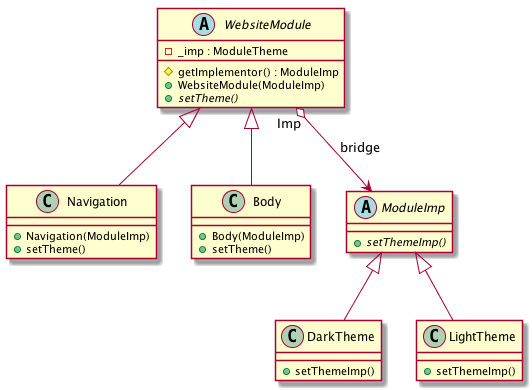 A WebsiteModule
_imp : ModuleTheme
getImplementor() : ModuleImp
WebsiteModule(ModuleImp)
setTheme()
Imp
bridge
C Navigation
Navigation(ModuleImp)
setTheme()
C Body
Body(ModuleImp)
setTheme()
A ModuleImp
setThemeImp()
C DarkTheme
setThemeImp()
C LightTheme
setThemeImp()